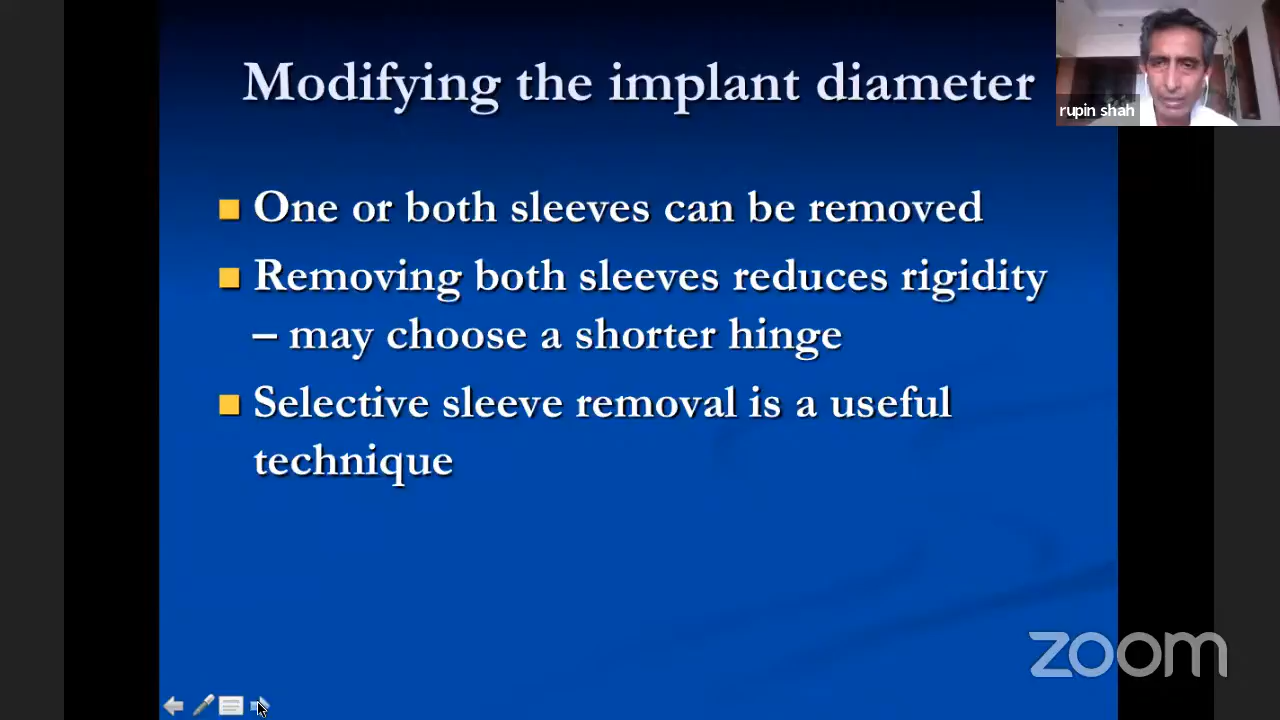 Modifying the implant diameter
rupin shah
One or both sleeves can be removed
Removing both sleeves reduces rigidity
– may choose a shorter hinge
Selective sleeve removal is a useful
technique
zoom